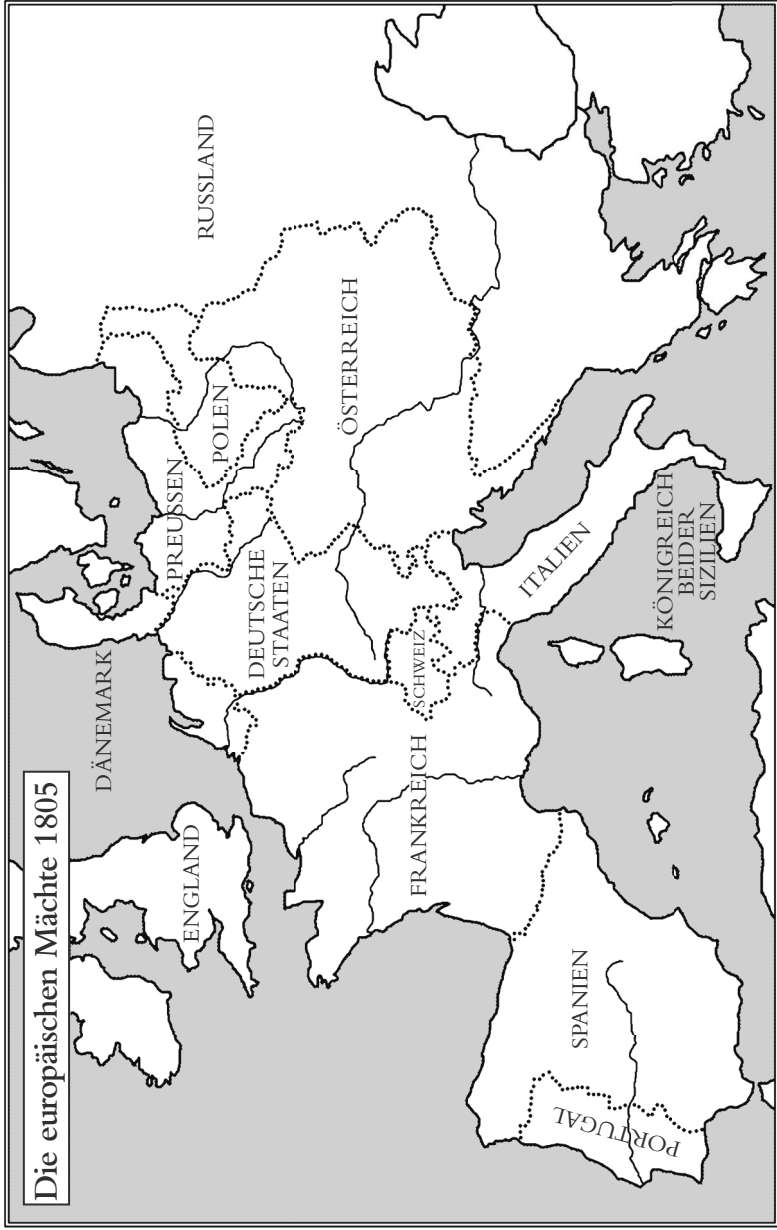 Die europäischen Mächte 1805
DÄNEMARK
RUSSLAND
ENGLAND
PREUSSEN
POLEN
DEUTSCHE
STAATEN
ÖSTERREICH
FRANKREICH
SCHWEIZ
ITALIEN
SPANIEN
PORTUGAL
KÖNIGREICH
BEIDER
SIZILIEN